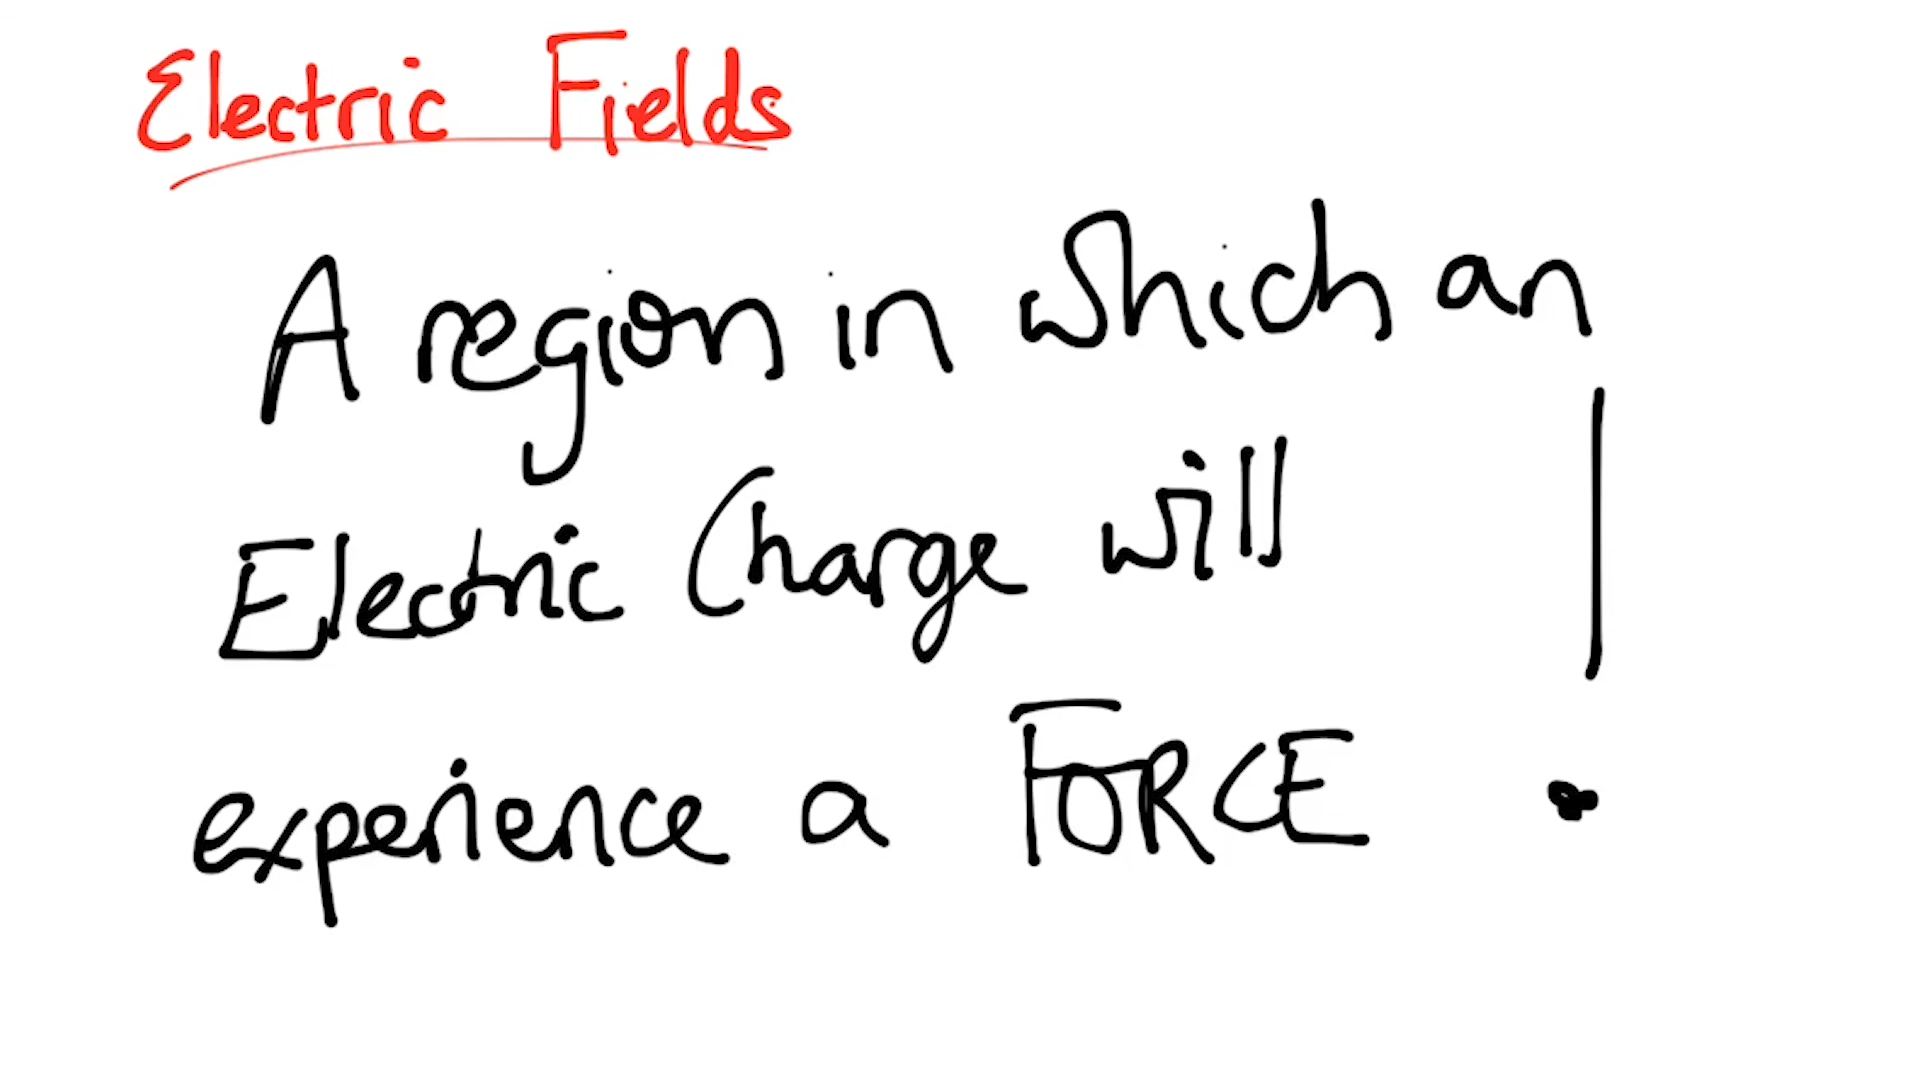 Electric Fields
A region in which an
Electric Charge will
experience a FORCE !